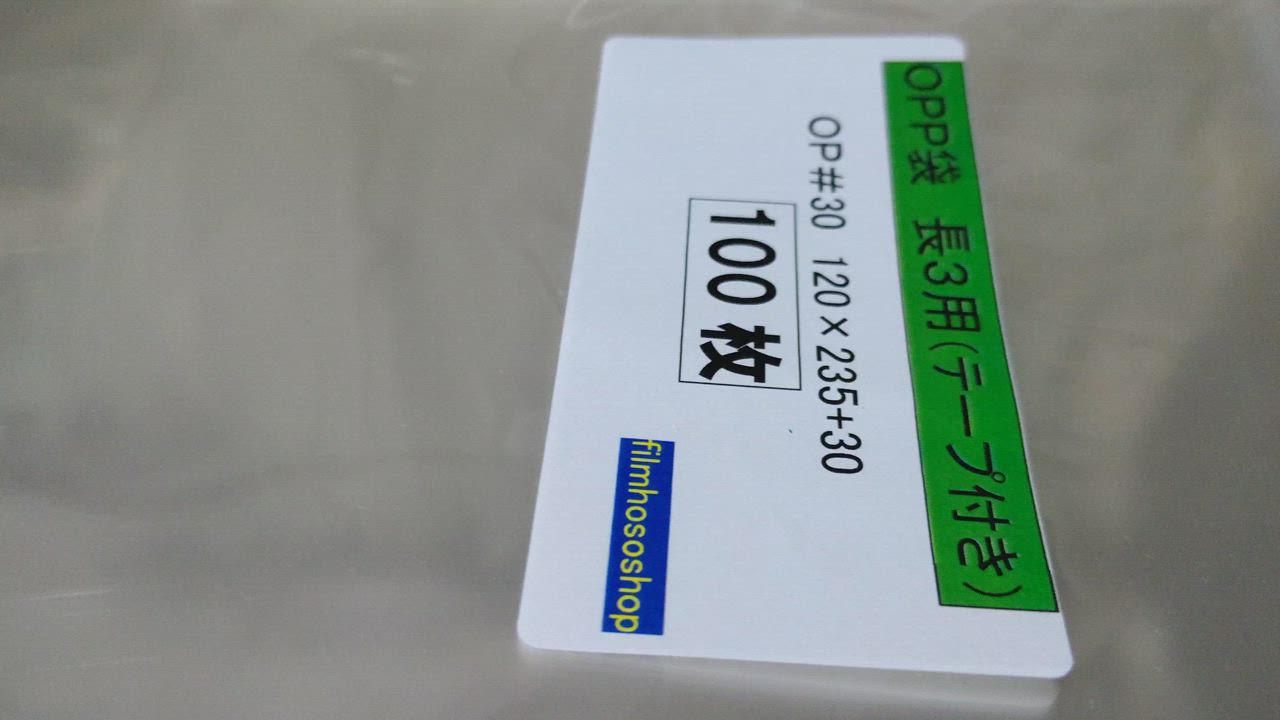 OPP袋 長3用(テープ付き)
OP#30 120×235+30
100枚
filmhososhop